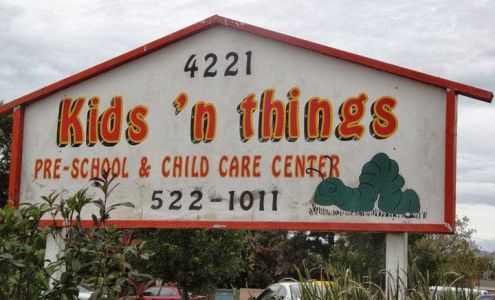 4221
Kids 'n things
PRE-SCHOOL & CHILD CARE CENTER
522-1011